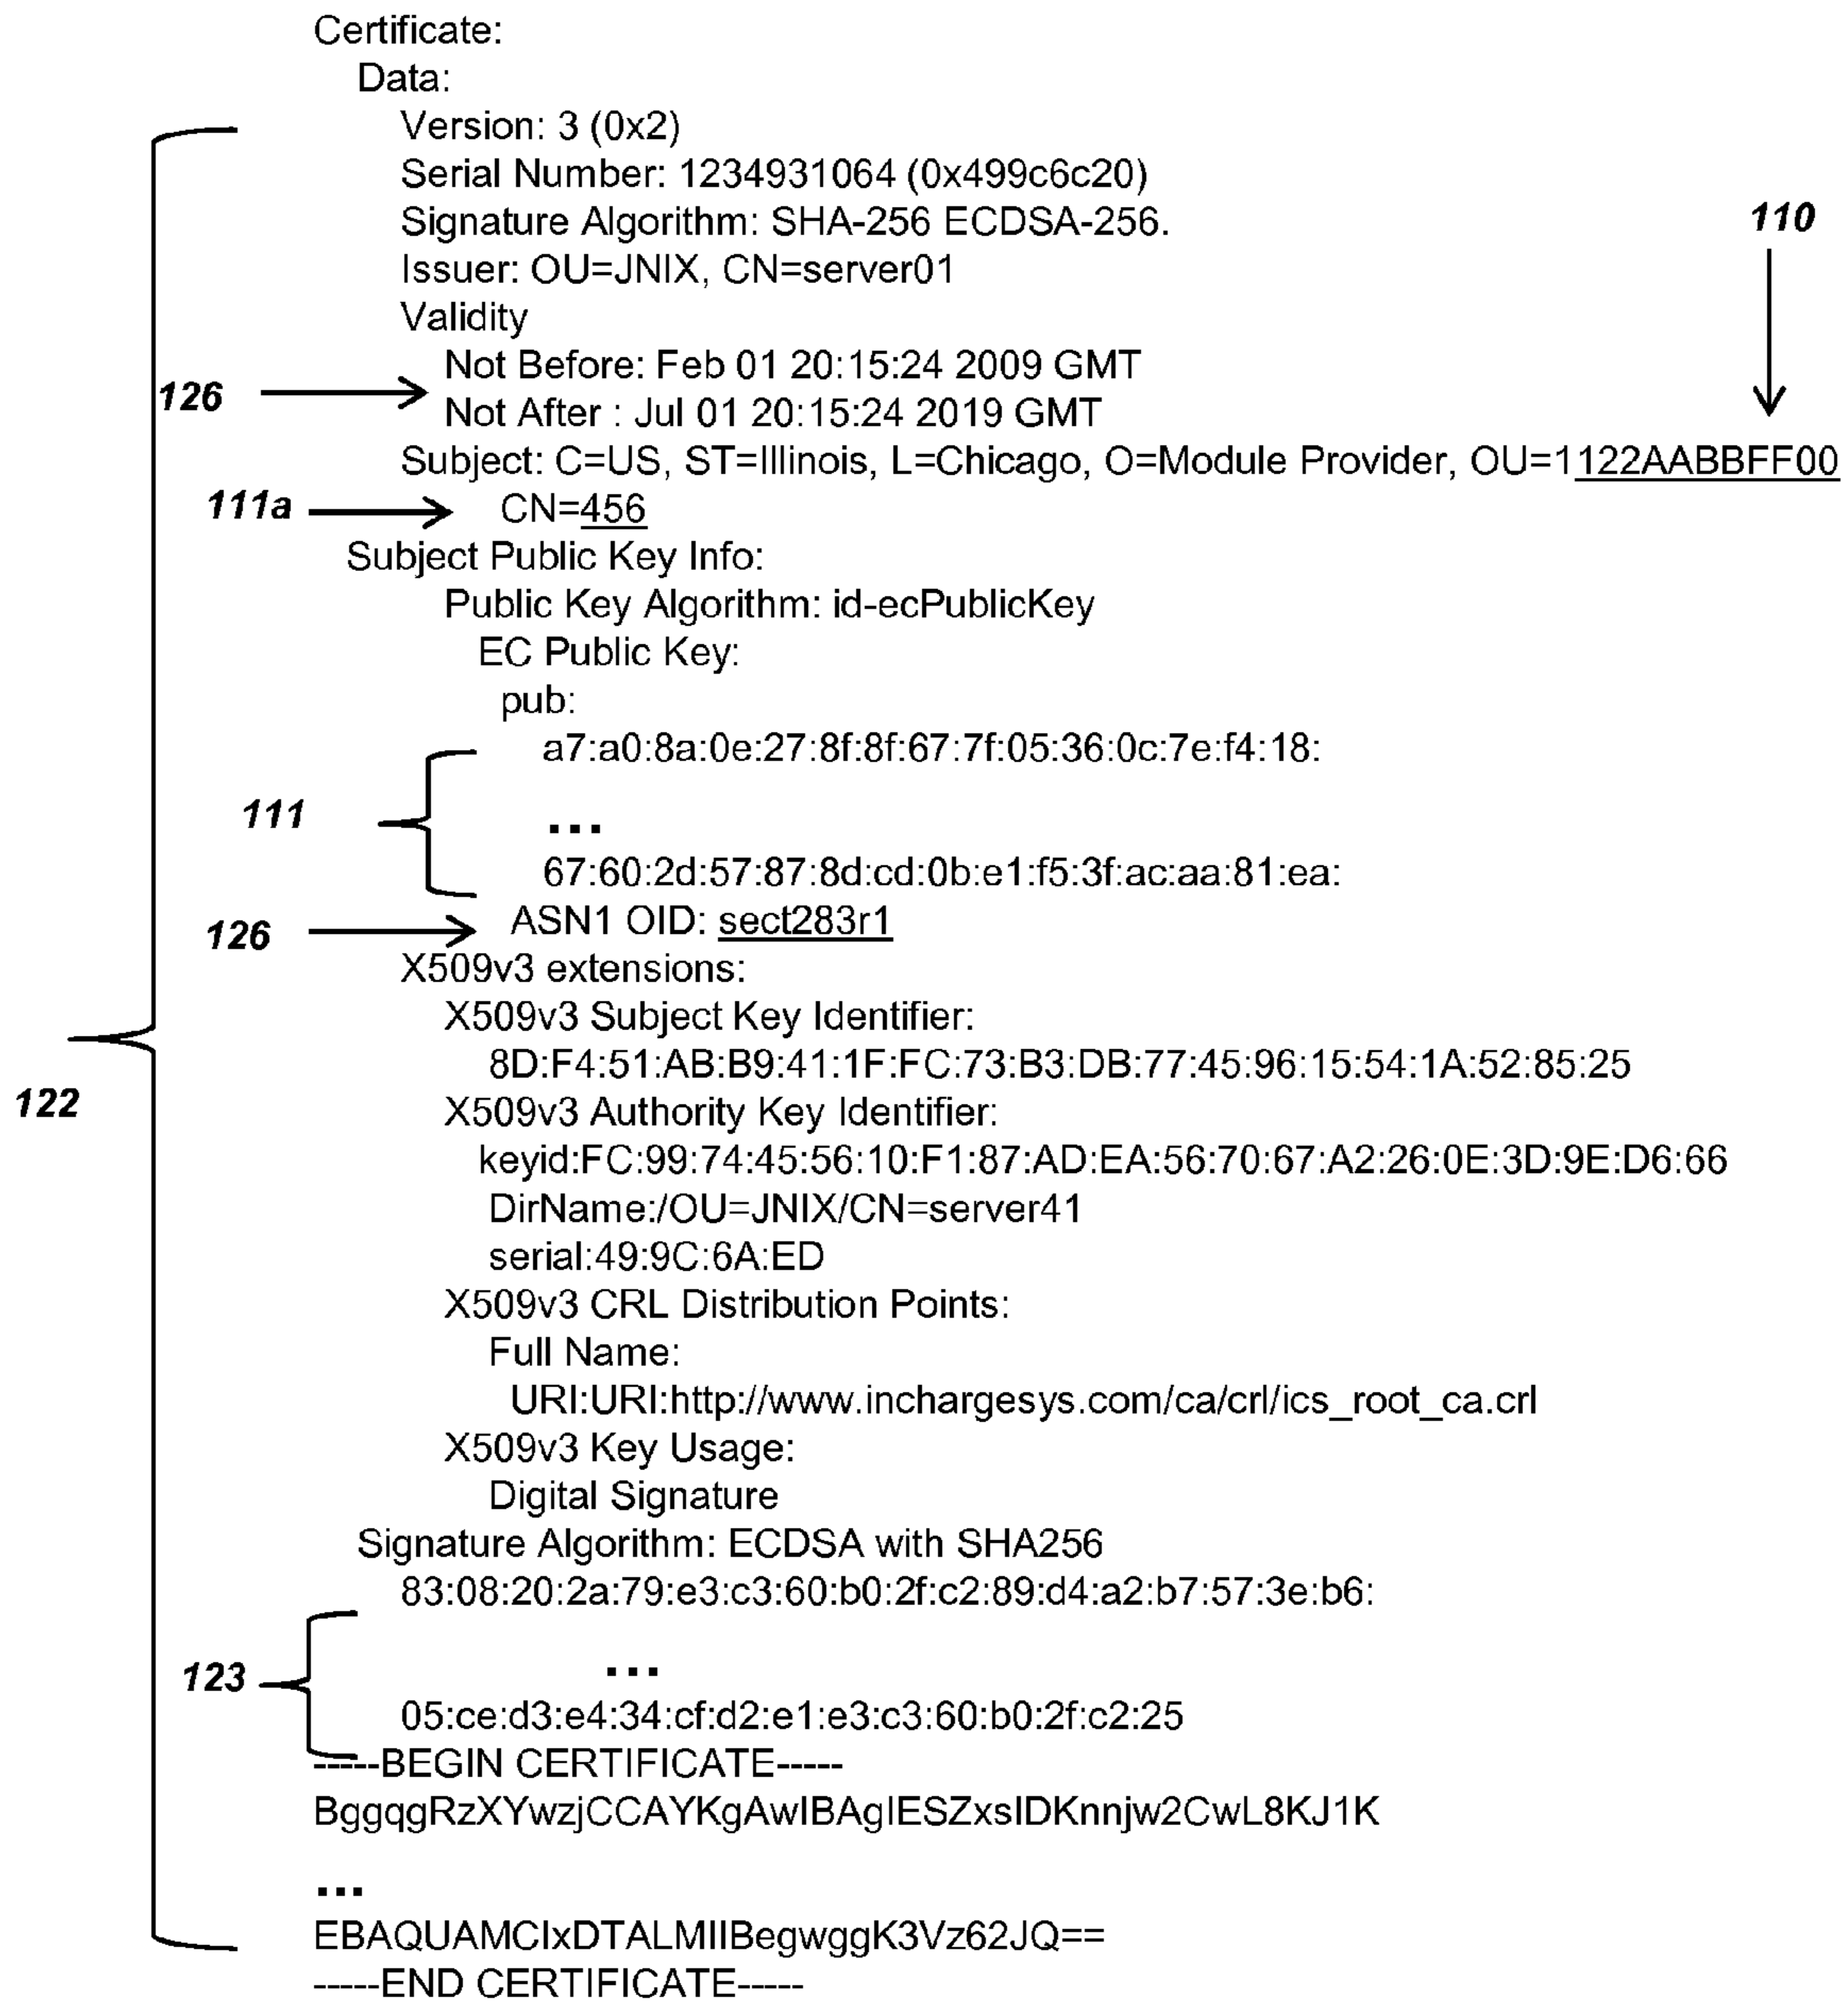 Certificate:
Data:
Version: 3 (0x2)
Serial Number: 1234931064 (0x499c6c20)
Signature Algorithm: SHA-256 ECDSA-256.
110
Issuer: OU=JNIX, CN=server01
Validity
Not Before: Feb 01 20:15:24 2009 GMT
126
Not After : Jul 01 20:15:24 2019 GMT
Subject: C=US, ST=Illinois, L=Chicago, O=Module Provider, OU=1122AABBFF00
111a
CN=456
Subject Public Key Info:
Public Key Algorithm: id-ecPublicKey
EC Public Key:
pub:
a7:a0:8a:0e:27:8f:8f:67:7f:05:36:0c:7e:f4:18:
111
...
67:60:2d:57:87:8d:cd:0b:e1:f5:3f:ac:aa:81:ea:
126
ASN1 OID: sect283r1
X509v3 extensions:
X509v3 Subject Key Identifier:
8D:F4:51:AB:B9:41:1F:FC:73:B3:DB:77:45:96:15:54:1A:52:85:25
122
X509v3 Authority Key Identifier:
keyid:FC:99:74:45:56:10:F1:87:AD:EA:56:70:67:A2:26:0E:3D:9E:D6:66
DirName:/OU=JNIX/CN=server41
serial:49:9C:6A:ED
X509v3 CRL Distribution Points:
Full Name:
URI:URI:http://www.inchargesys.com/ca/crl/ics_root_ca.crl
X509v3 Key Usage:
Digital Signature
Signature Algorithm: ECDSA with SHA256
83:08:20:2a:79:e3:c3:60:b0:2f:c2:89:d4:a2:b7:57:3e:b6:
123
...
05:ce:d3:e4:34:cf:d2:e1:e3:c3:60:b0:2f:c2:25
-----BEGIN CERTIFICATE-----
BggqgRzXYwzjCCAYKgAwIBAgIESZxsIDKnnjw2CwL8KJ1K
...
EBAQUAMCIxDTALMIIBegwggK3Vz62JQ==
-----END CERTIFICATE-----